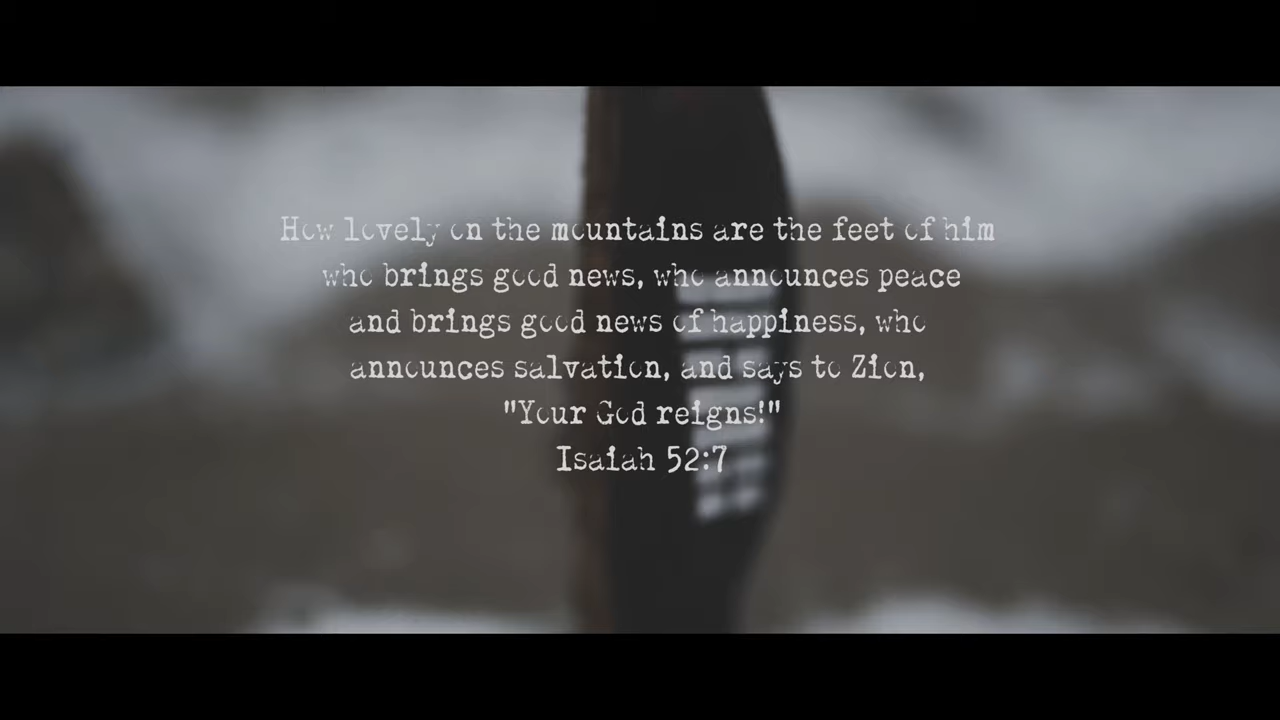 How lovely on the mountains are the feet of him
who brings good news, who announces peace
and brings good news of happiness, who
announces salvation, and says to Zion,
"Your God reigns!"
Isaiah 52:7